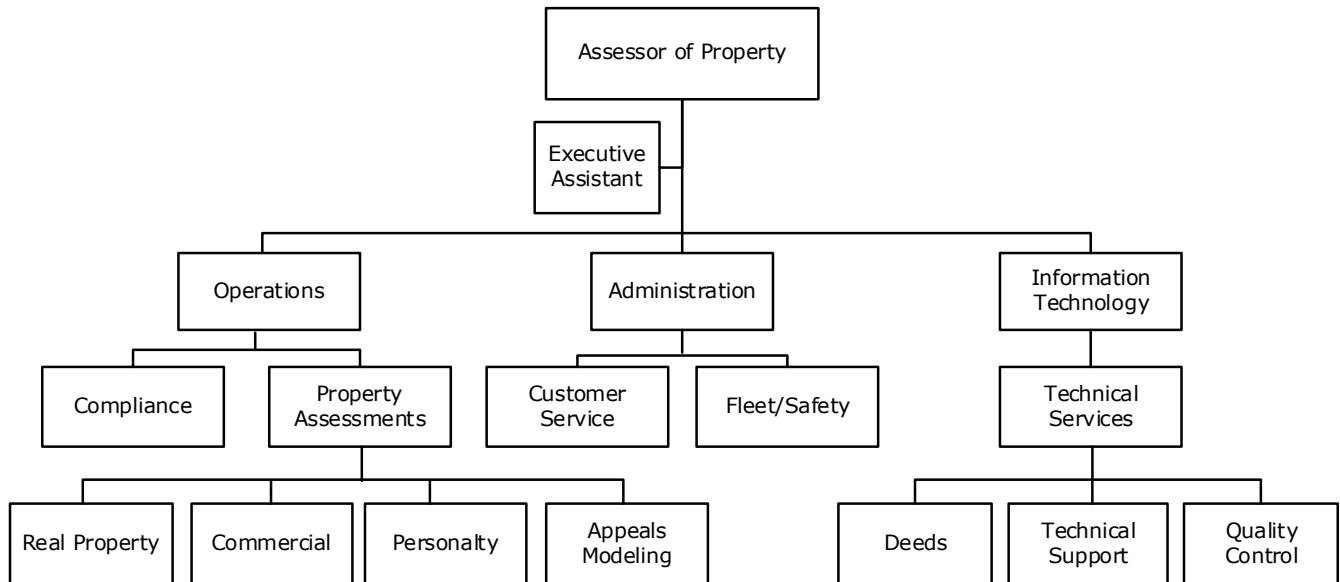 Assessor of Property
Executive
Assistant
Operations
Administration
Information
Technology
Compliance
Property
Assessments
Customer
Service
Fleet/Safety
Technical
Services
Real Property
Commercial
Personalty
Appeals
Modeling
Deeds
Technical
Support
Quality
Control